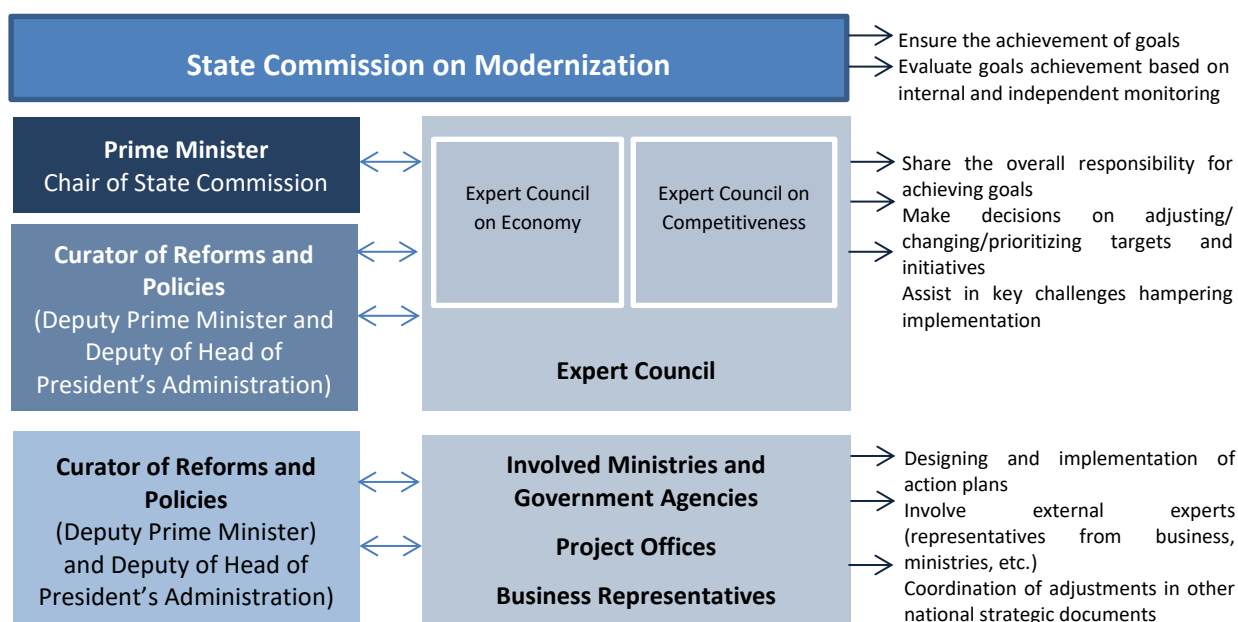 State Commission on Modernization
Ensure the achievement of goals
Evaluate goals achievement based on
internal and independent monitoring
Prime Minister
Chair of State Commission
Curator of Reforms and
Policies
(Deputy Prime Minister and
Deputy of Head of
President’s Administration)
Expert Council
on Economy
Expert Council on
Competitiveness
Expert Council
Share the overall responsibility for
achieving goals
Make decisions on adjusting/
changing/prioritizing targets and
initiatives
Assist in key challenges hampering
implementation
Curator of Reforms and
Policies
(Deputy Prime Minister)
and Deputy of Head of
President’s Administration)
Involved Ministries and
Government Agencies
Project Offices
Business Representatives
Designing and implementation of
action plans
Involve external experts
(representatives from business,
ministries, etc.)
Coordination of adjustments in other
national strategic documents